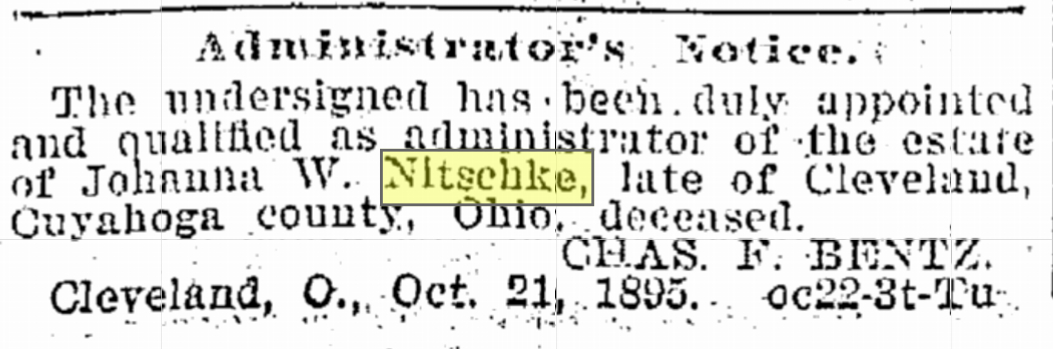 Administrator's Notice.
The undersigned has been duly appointed
and qualified as administrator of the estate
of Johanna W. Nitschke, late of Cleveland,
Cuyahoga county, Ohio, deceased.
CHAS. F. BENTZ.
Cleveland, O., Oct. 21, 1895. oc22-3t-Tu